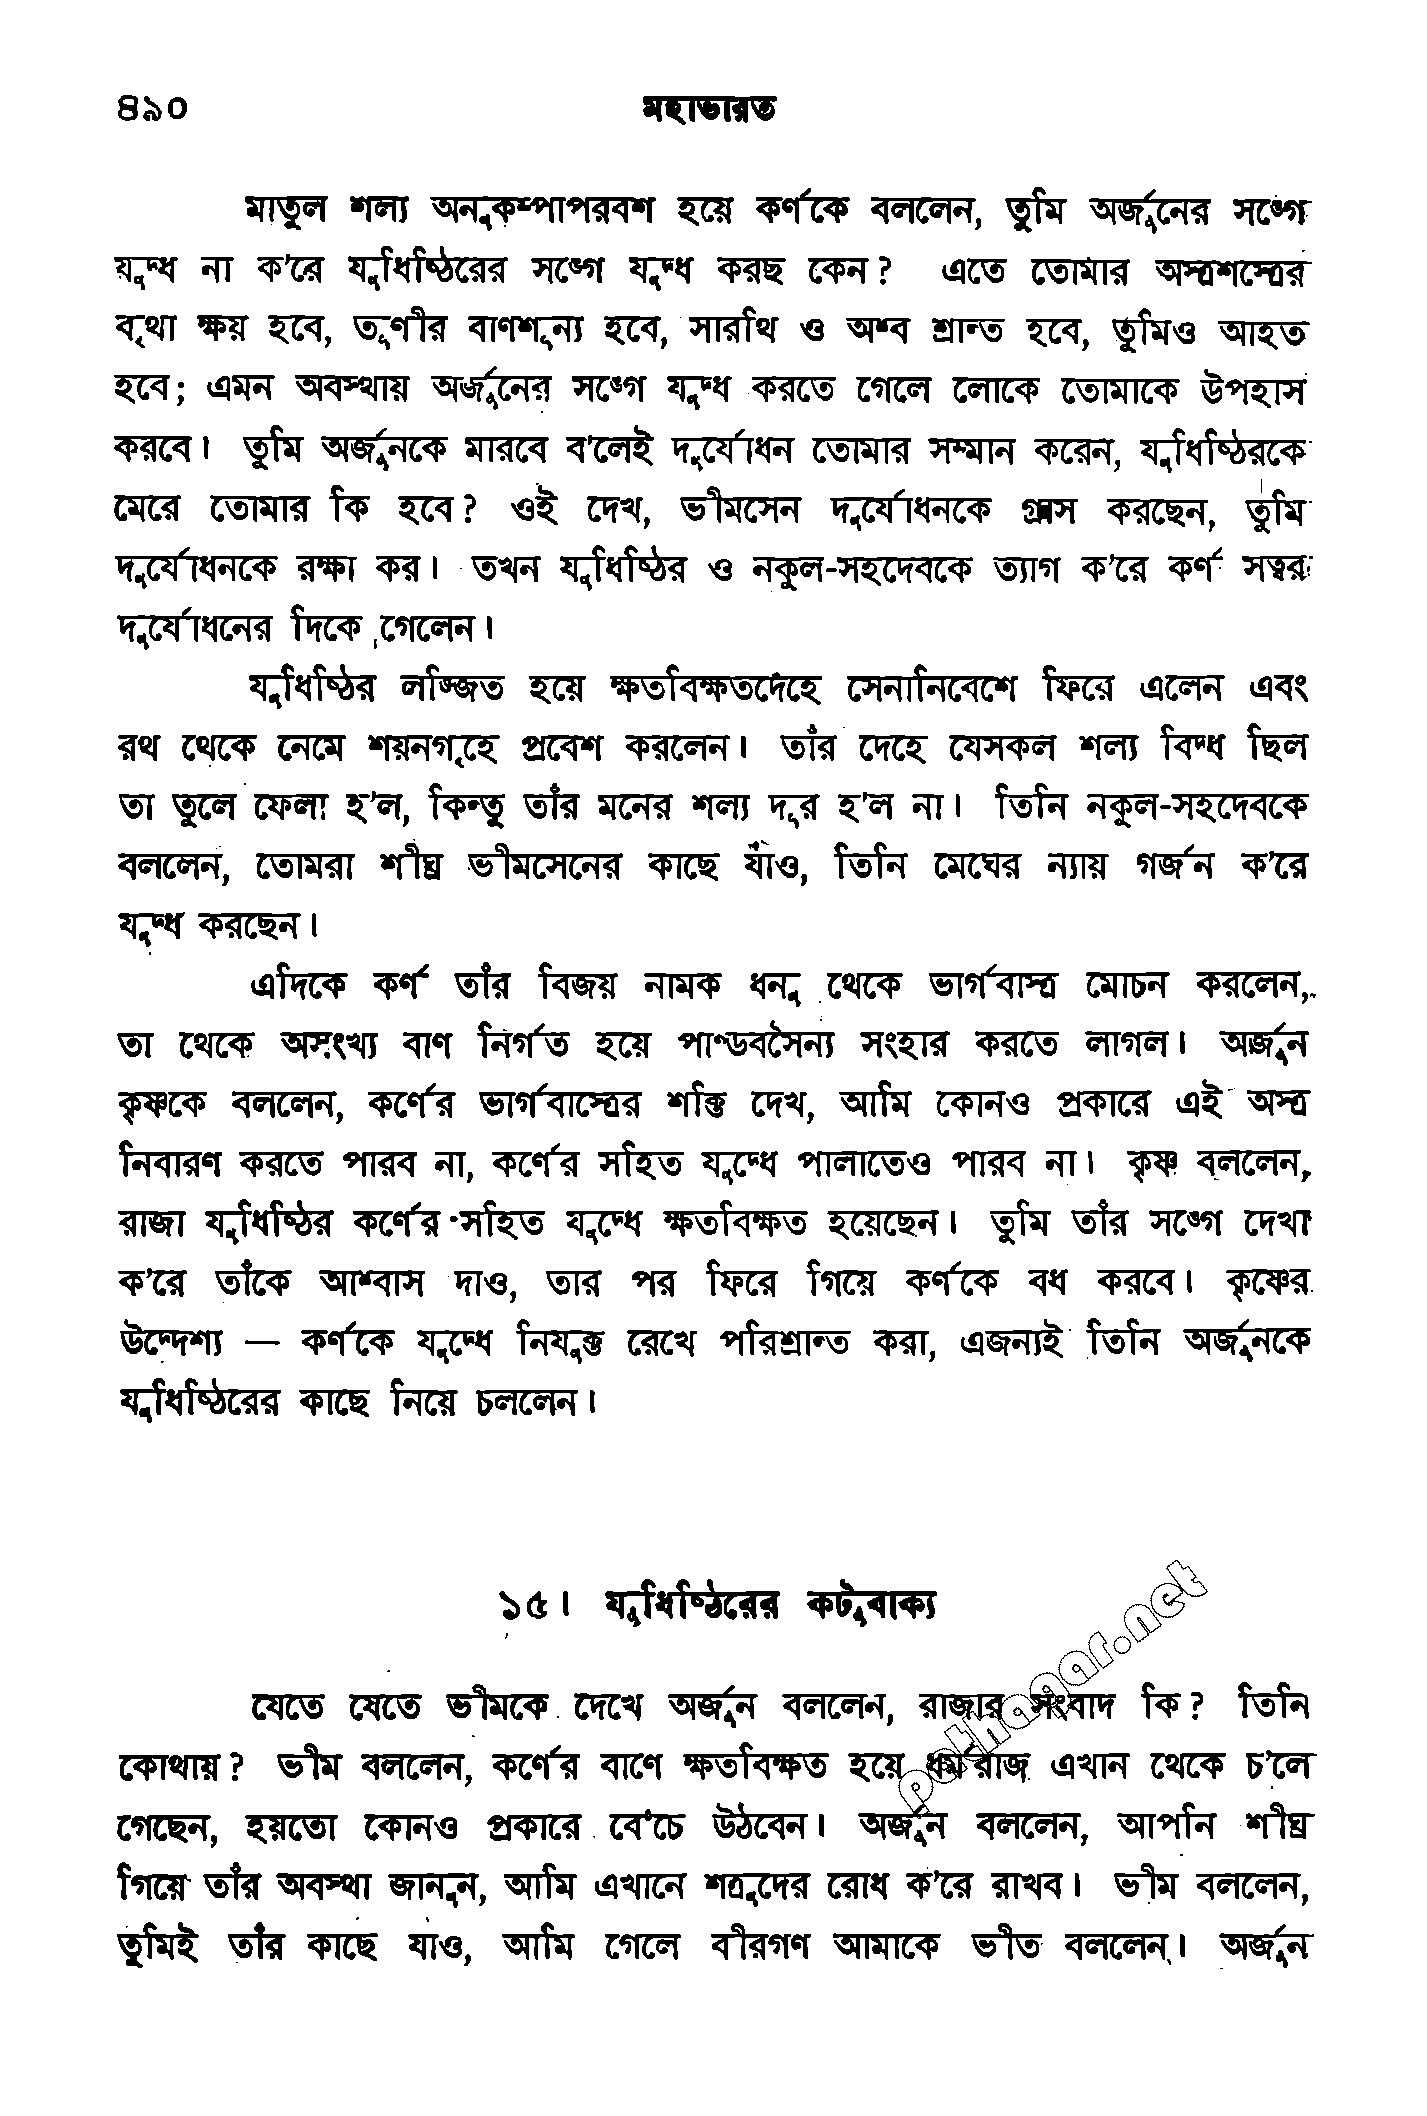 ৪৯০ মহাভারত
মাতুল শল্য অনুকম্পাপরবশ হয়ে কর্ণকে বললেন, তুমি অর্জুনের সঙ্গে
যুদ্ধ না ক'রে যুধিষ্ঠিরের সঙ্গে যুদ্ধ করছ কেন? এতে তোমার অস্ত্রশস্ত্রের
বৃথা ক্ষয় হবে, তূণীর বাণশূন্য হবে, সারথি ও অশ্ব শ্রান্ত হবে, তুমিও আহত
হবে; এমন অবস্থায় অর্জুনের সঙ্গে যুদ্ধ করতে গেলে লোকে তোমাকে উপহাস
করবে। তুমি অর্জুনকে মারবে ব'লেই দুর্যোধন তোমার সম্মান করেন, যুধিষ্ঠিরকে
মেরে তোমার কি হবে? ওই দেখ, ভীমসেন দুর্যোধনকে গ্রাস করছেন, তুমি
দুর্যোধনকে রক্ষা কর। তখন যুধিষ্ঠির ও নকুল-সহদেবকে ত্যাগ ক'রে কর্ণ সত্বর
দুর্যোধনের দিকে গেলেন।
যুধিষ্ঠির লজ্জিত হয়ে ক্ষতবিক্ষতদেহে সেনানিবেশে ফিরে এলেন এবং
রথ থেকে নেমে শয়নগৃহে প্রবেশ করলেন। তাঁর দেহে যেসকল শল্য বিদ্ধ ছিল
তা তুলে ফেলা হ'ল, কিন্তু তাঁর মনের শল্য দূর হ'ল না। তিনি নকুল-সহদেবকে
বললেন, তোমরা শীঘ্র ভীমসেনের কাছে যাও, তিনি মেঘের ন্যায় গর্জন ক'রে
যুদ্ধ করছেন।
এদিকে কর্ণ তাঁর বিজয় নামক ধনু থেকে ভার্গবাস্ত্র মোচন করলেন,
তা থেকে অসংখ্য বাণ নির্গত হয়ে পাণ্ডবসৈন্য সংহার করতে লাগল। অর্জুন
কৃষ্ণকে বললেন, কর্ণের ভার্গবাস্ত্রের শক্তি দেখ, আমি কোনও প্রকারে এই অস্ত্র
নিবারণ করতে পারব না, কর্ণের সহিত যুদ্ধে পালাতেও পারব না। কৃষ্ণ বললেন,
রাজা যুধিষ্ঠির কর্ণের সহিত যুদ্ধে ক্ষতবিক্ষত হয়েছেন। তুমি তাঁর সঙ্গে দেখা
ক'রে তাঁকে আশ্বাস দাও, তার পর ফিরে গিয়ে কর্ণকে বধ করবে। কৃষ্ণের
উদ্দেশ্য — কর্ণকে যুদ্ধে নিযুক্ত রেখে পরিশ্রান্ত করা, এজন্যই তিনি অর্জুনকে
যুধিষ্ঠিরের কাছে নিয়ে চললেন।
১৫। যুধিষ্ঠিরের কটুবাক্য
যেতে যেতে ভীমকে দেখে অর্জুন বললেন, রাজার সংবাদ কি? তিনি
কোথায়? ভীম বললেন, কর্ণের বাণে ক্ষতবিক্ষত হয়ে ধর্মরাজ এখান থেকে চ'লে
গেছেন, হয়তো কোনও প্রকারে বেঁচে উঠবেন। অর্জুন বললেন, আপনি শীঘ্র
গিয়ে তাঁর অবস্থা জানুন, আমি এখানে শত্রুদের রোধ ক'রে রাখব। ভীম বললেন,
তুমিই তাঁর কাছে যাও, আমি গেলে বীরগণ আমাকে ভীত বলবেন। অর্জুন
pathagar.net